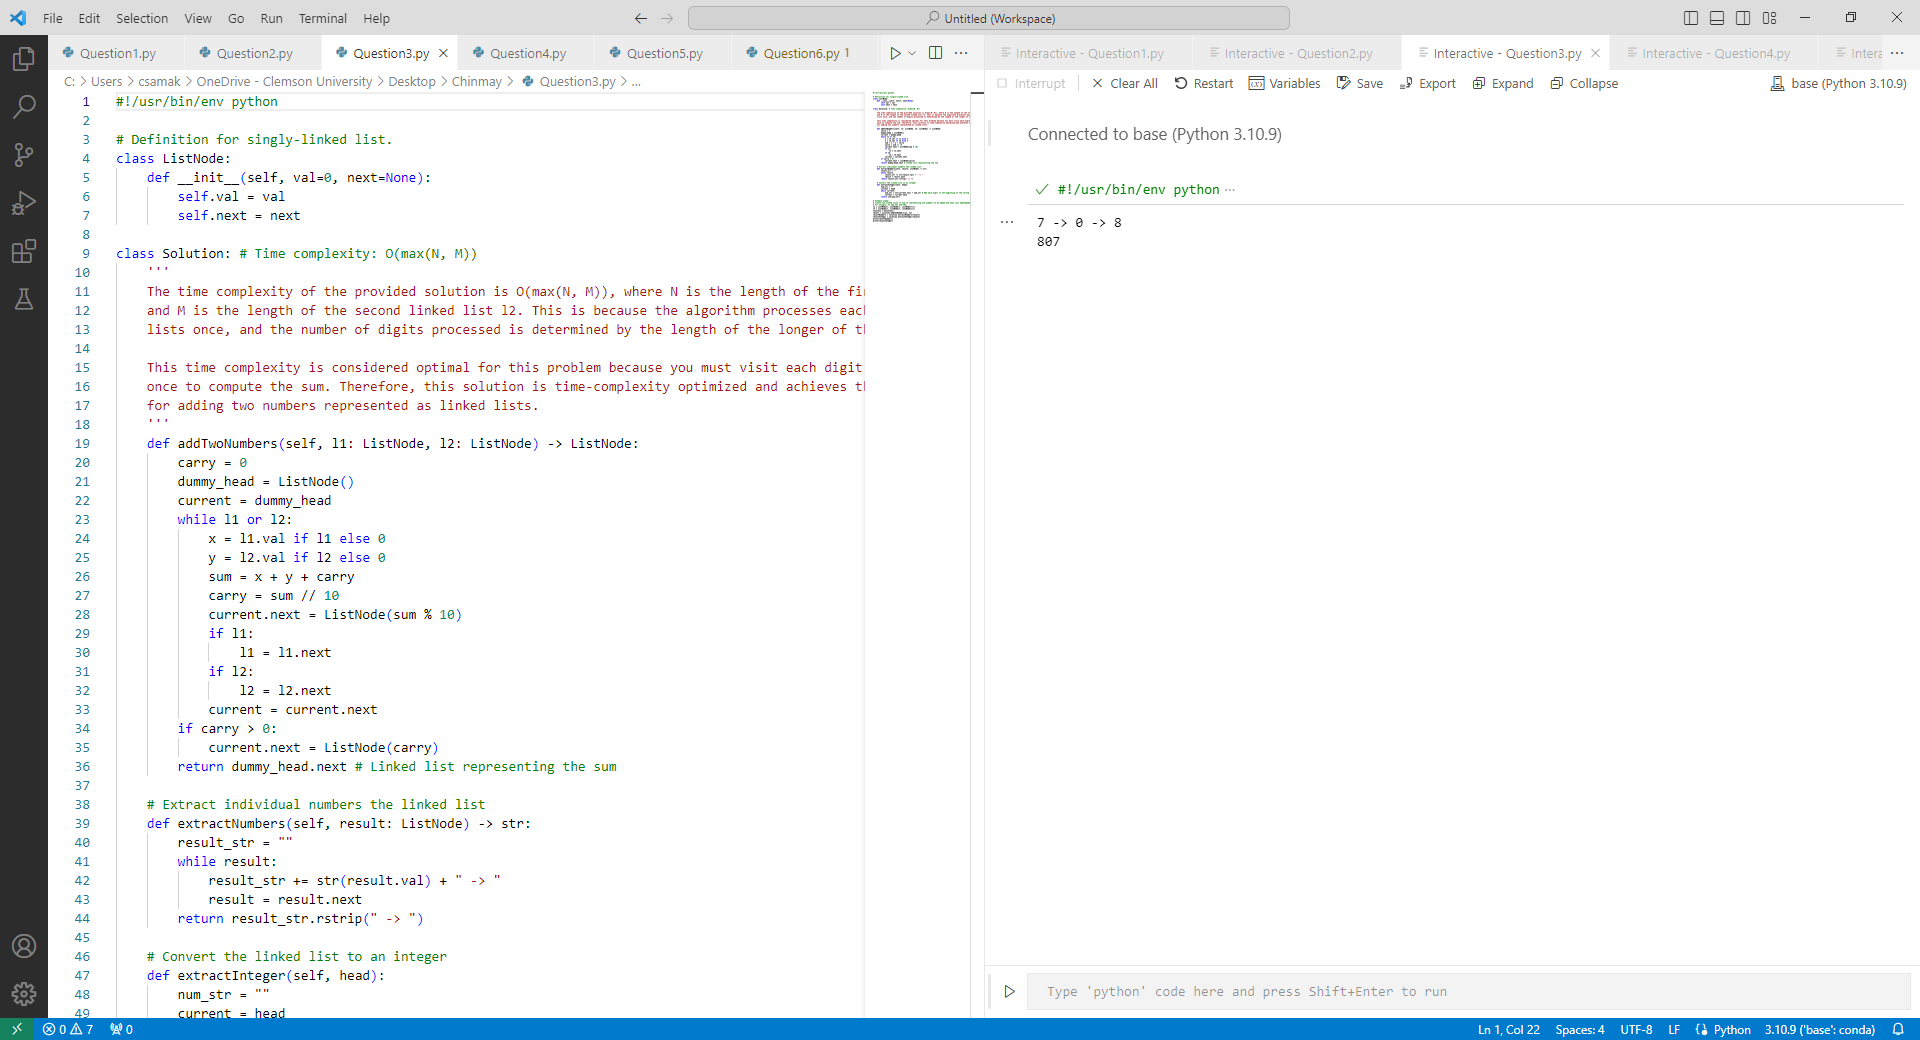 File Edit Selection View Go Run Terminal Help
Untitled (Workspace)
Question1.py Question2.py Question3.py Question4.py Question5.py Question6.py 1
Interactive - Question1.py Interactive - Question2.py Interactive - Question3.py Interactive - Question4.py Intera
C: > Users > csamak > OneDrive - Clemson University > Desktop > Chinmay > Question3.py > ...
Interrupt Clear All Restart Variables Save Export Expand Collapse base (Python 3.10.9)
1 #!/usr/bin/env python
2
3 # Definition for singly-linked list.
4 class ListNode:
5     def __init__(self, val=0, next=None):
6         self.val = val
7         self.next = next
8
9 class Solution: # Time complexity: O(max(N, M))
10     '''
11     The time complexity of the provided solution is O(max(N, M)), where N is the length of the fir
12     and M is the length of the second linked list l2. This is because the algorithm processes each
13     lists once, and the number of digits processed is determined by the length of the longer of th
14
15     This time complexity is considered optimal for this problem because you must visit each digit
16     once to compute the sum. Therefore, this solution is time-complexity optimized and achieves th
17     for adding two numbers represented as linked lists.
18     '''
19     def addTwoNumbers(self, l1: ListNode, l2: ListNode) -> ListNode:
20         carry = 0
21         dummy_head = ListNode()
22         current = dummy_head
23         while l1 or l2:
24             x = l1.val if l1 else 0
25             y = l2.val if l2 else 0
26             sum = x + y + carry
27             carry = sum // 10
28             current.next = ListNode(sum % 10)
29             if l1:
30                 l1 = l1.next
31             if l2:
32                 l2 = l2.next
33             current = current.next
34         if carry > 0:
35             current.next = ListNode(carry)
36         return dummy_head.next # Linked list representing the sum
37
38     # Extract individual numbers the linked list
39     def extractNumbers(self, result: ListNode) -> str:
40         result_str = ""
41         while result:
42             result_str += str(result.val) + " -> "
43             result = result.next
44         return result_str.rstrip(" -> ")
45
46     # Convert the linked list to an integer
47     def extractInteger(self, head):
48         num_str = ""
49         current = head
Connected to base (Python 3.10.9)
#!/usr/bin/env python ...
7 -> 0 -> 8
807
Type 'python' code here and press Shift+Enter to run
0 7 0
Ln 1, Col 22 Spaces: 4 UTF-8 LF Python 3.10.9 ('base': conda)